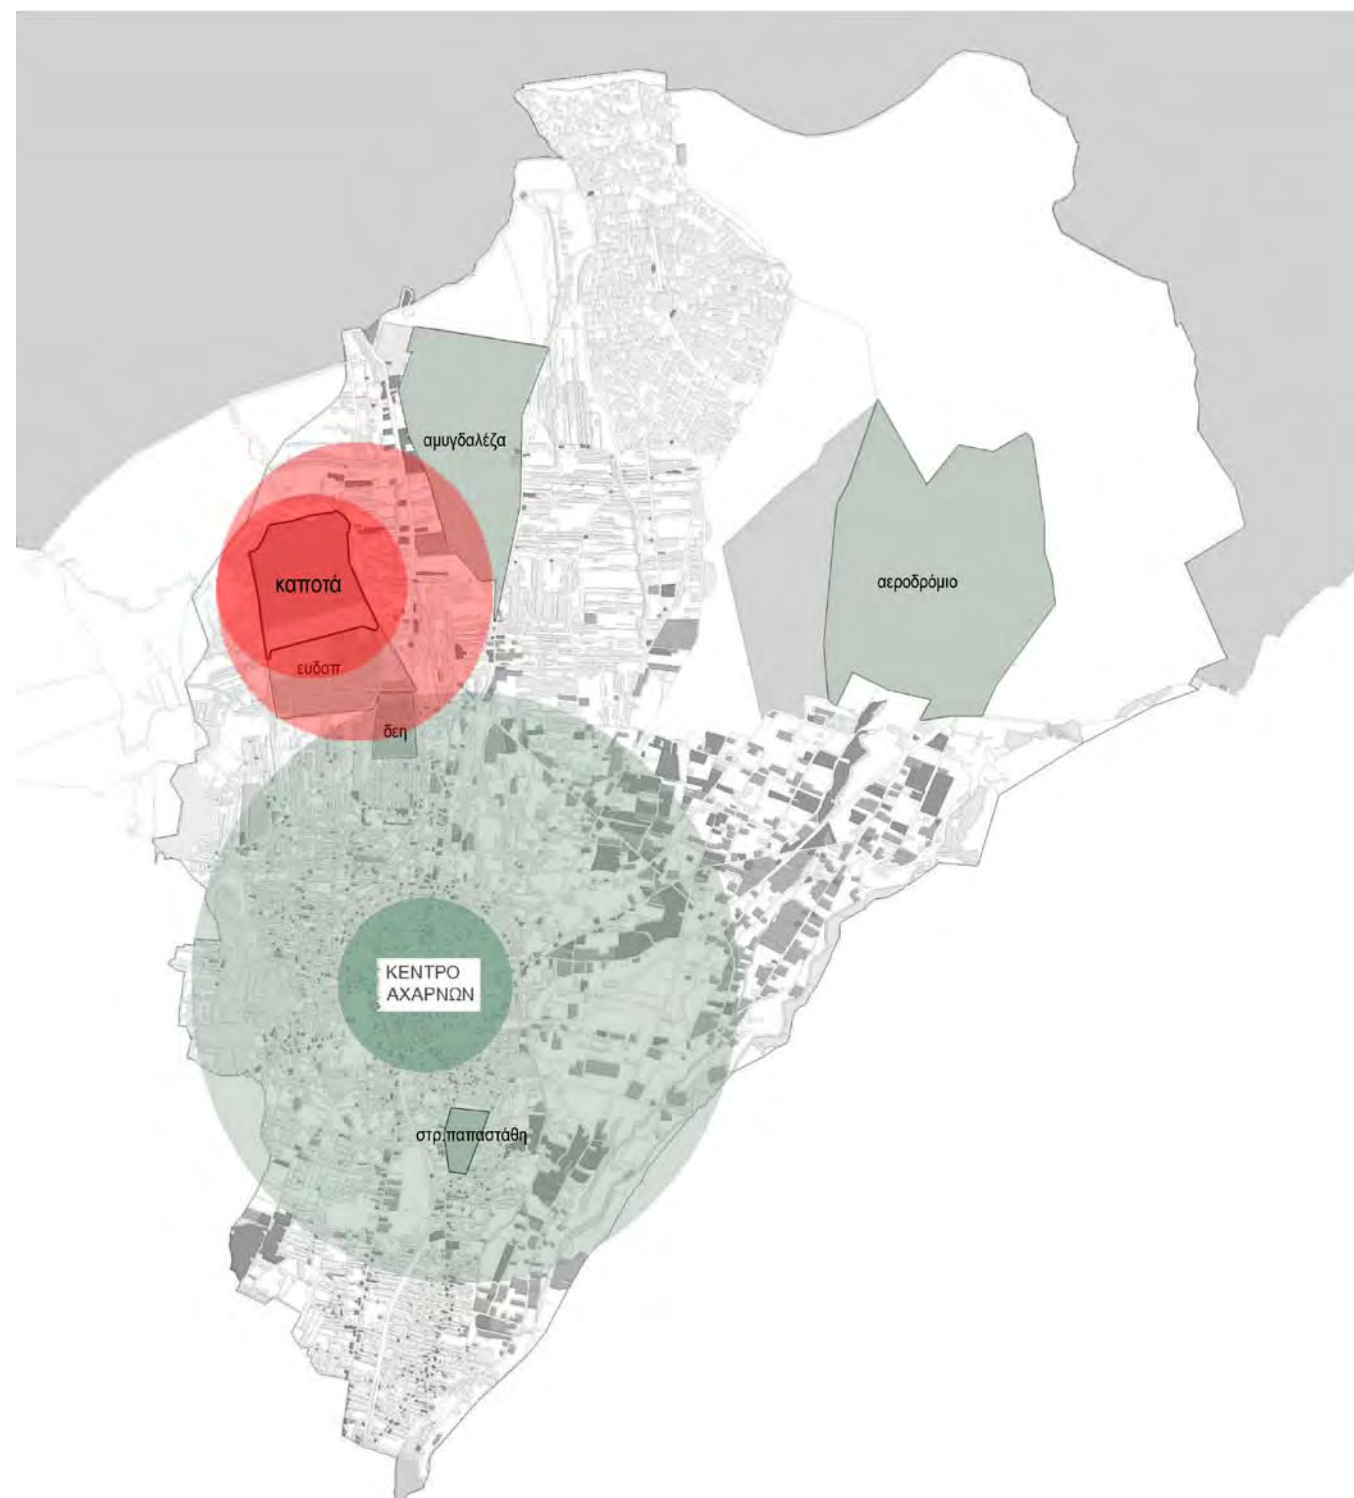 αμυγδαλέζα
καποτά
αεροδρόμιο
ευδαπ
δεη
ΚΕΝΤΡΟ
ΑΧΑΡΝΩΝ
στρ.παπαστάθη